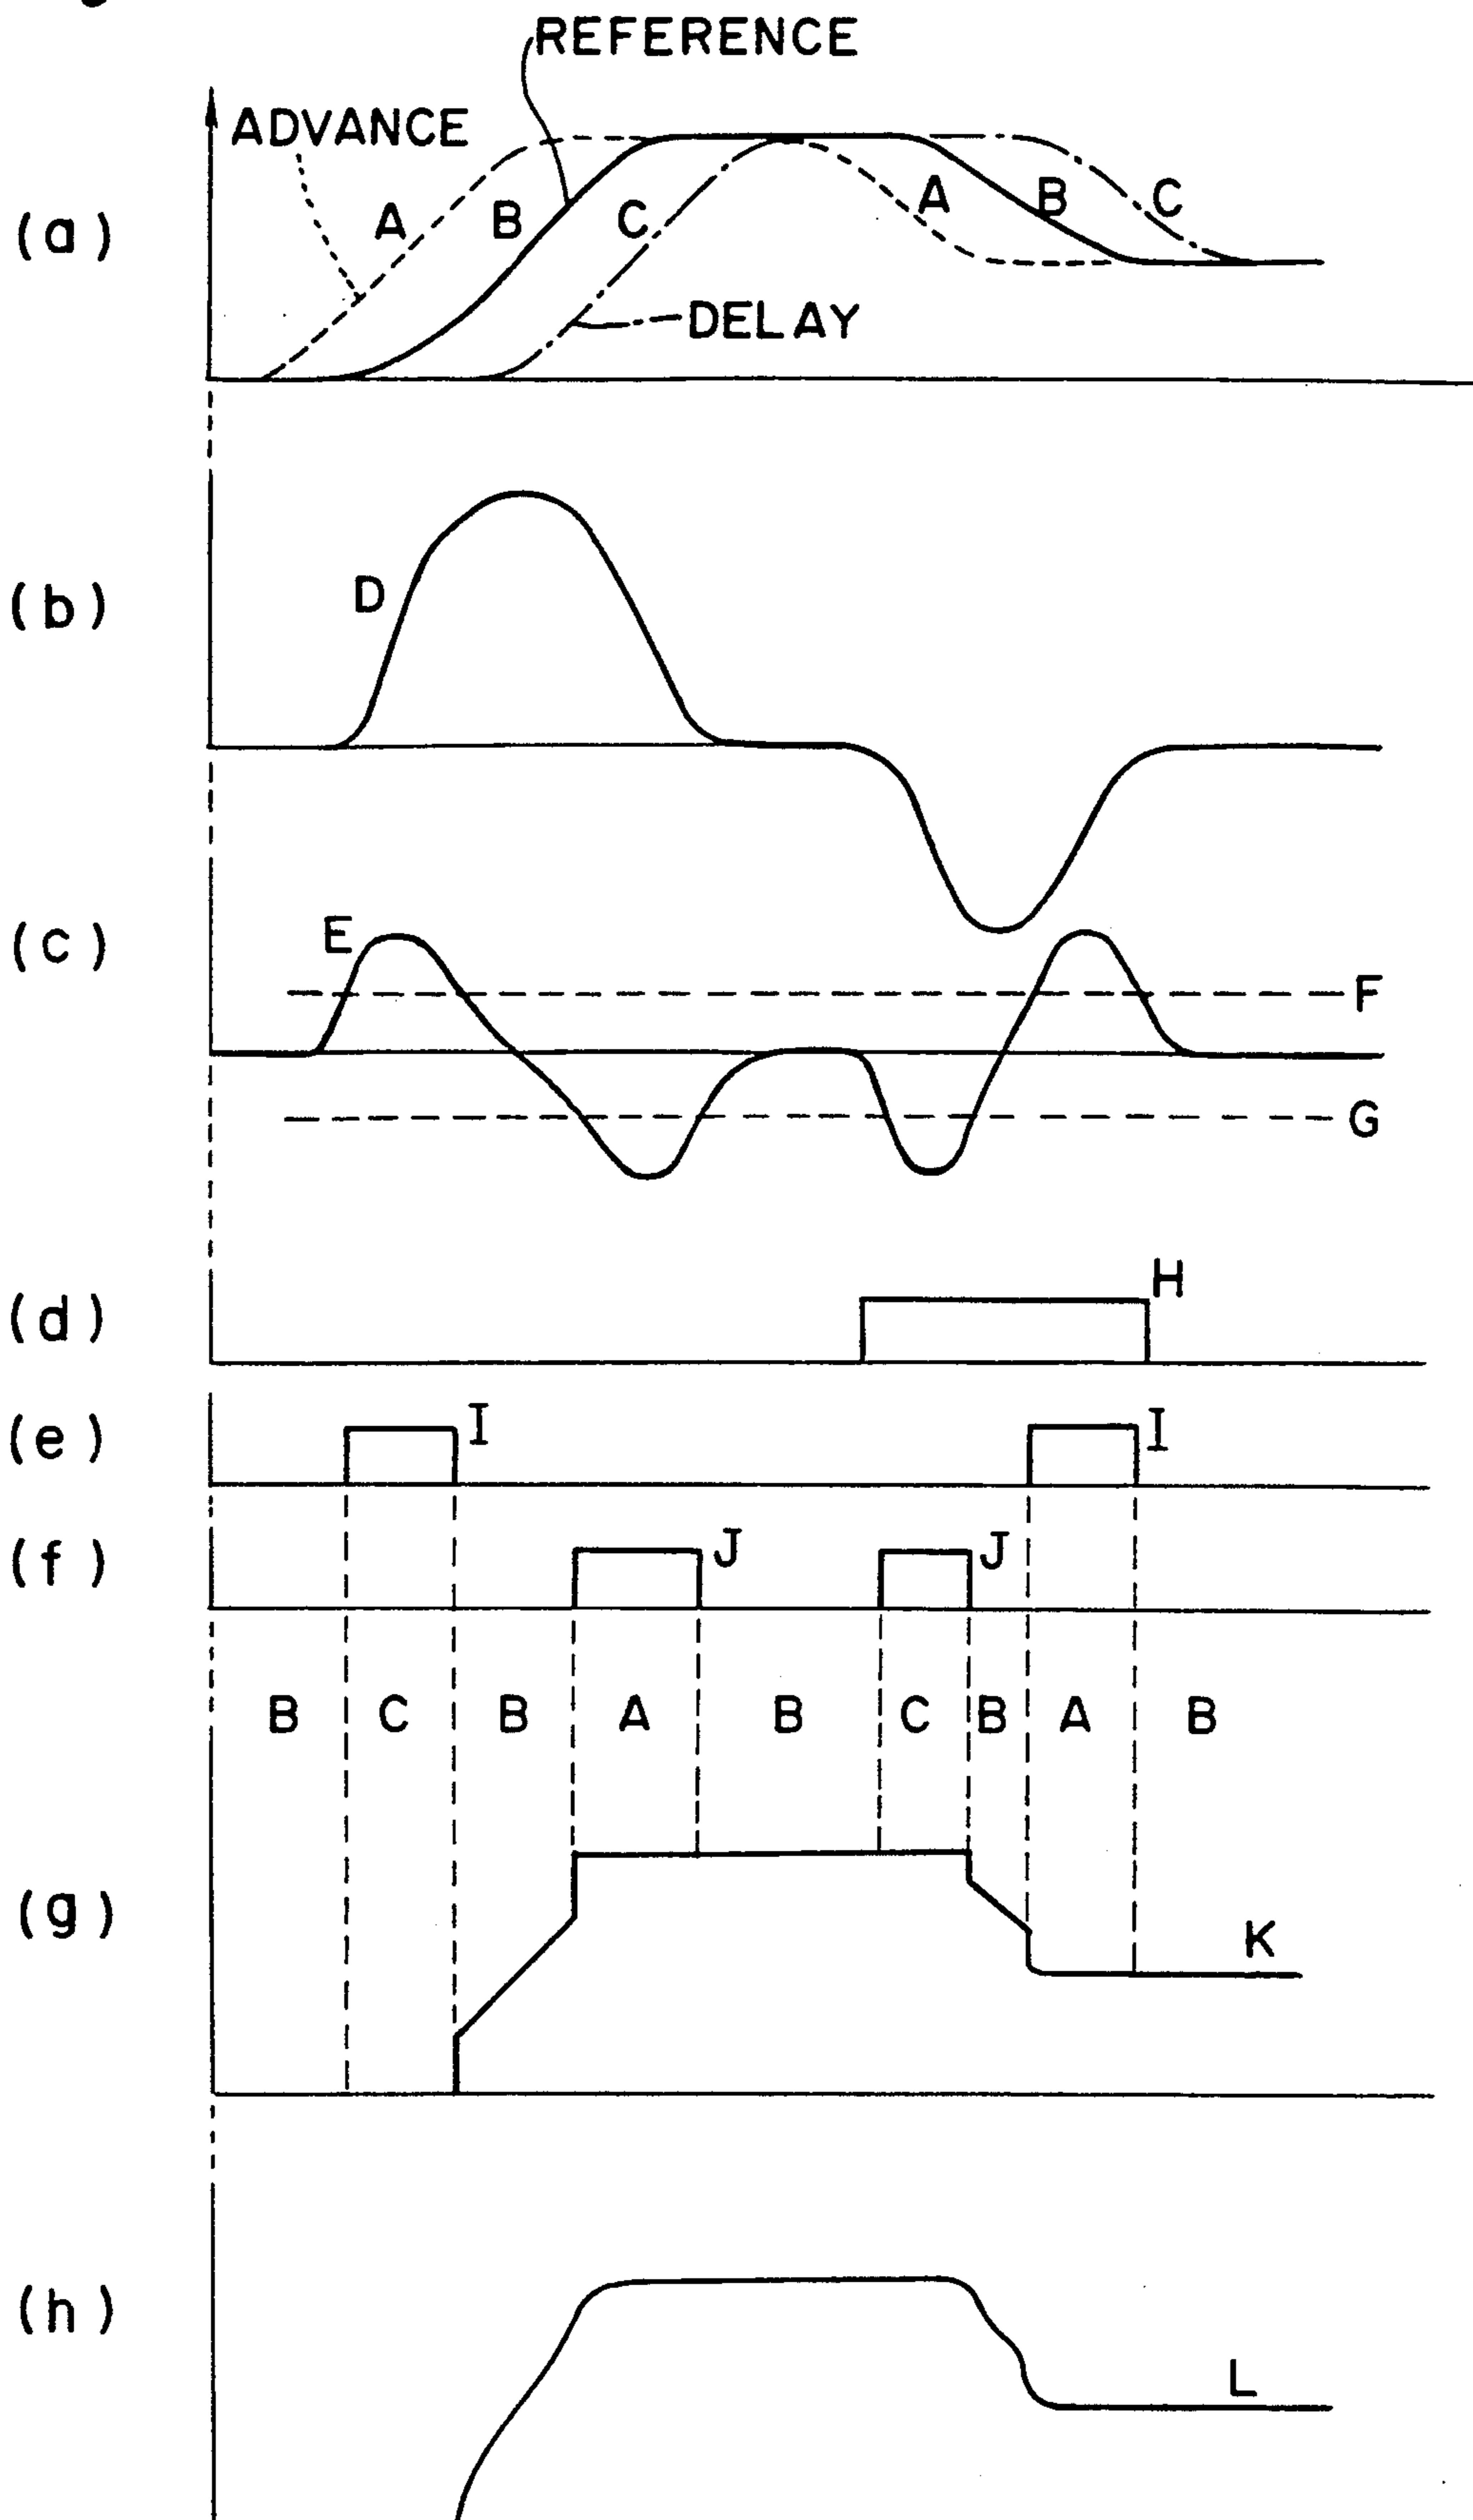 REFERENCE
ADVANCE
(a)
A
B
C
A
B
C
DELAY
(b)
D
(c)
E
F
G
(d)
H
(e)
I
I
(f)
J
J
B C B A B C B A B
(g)
K
(h)
L